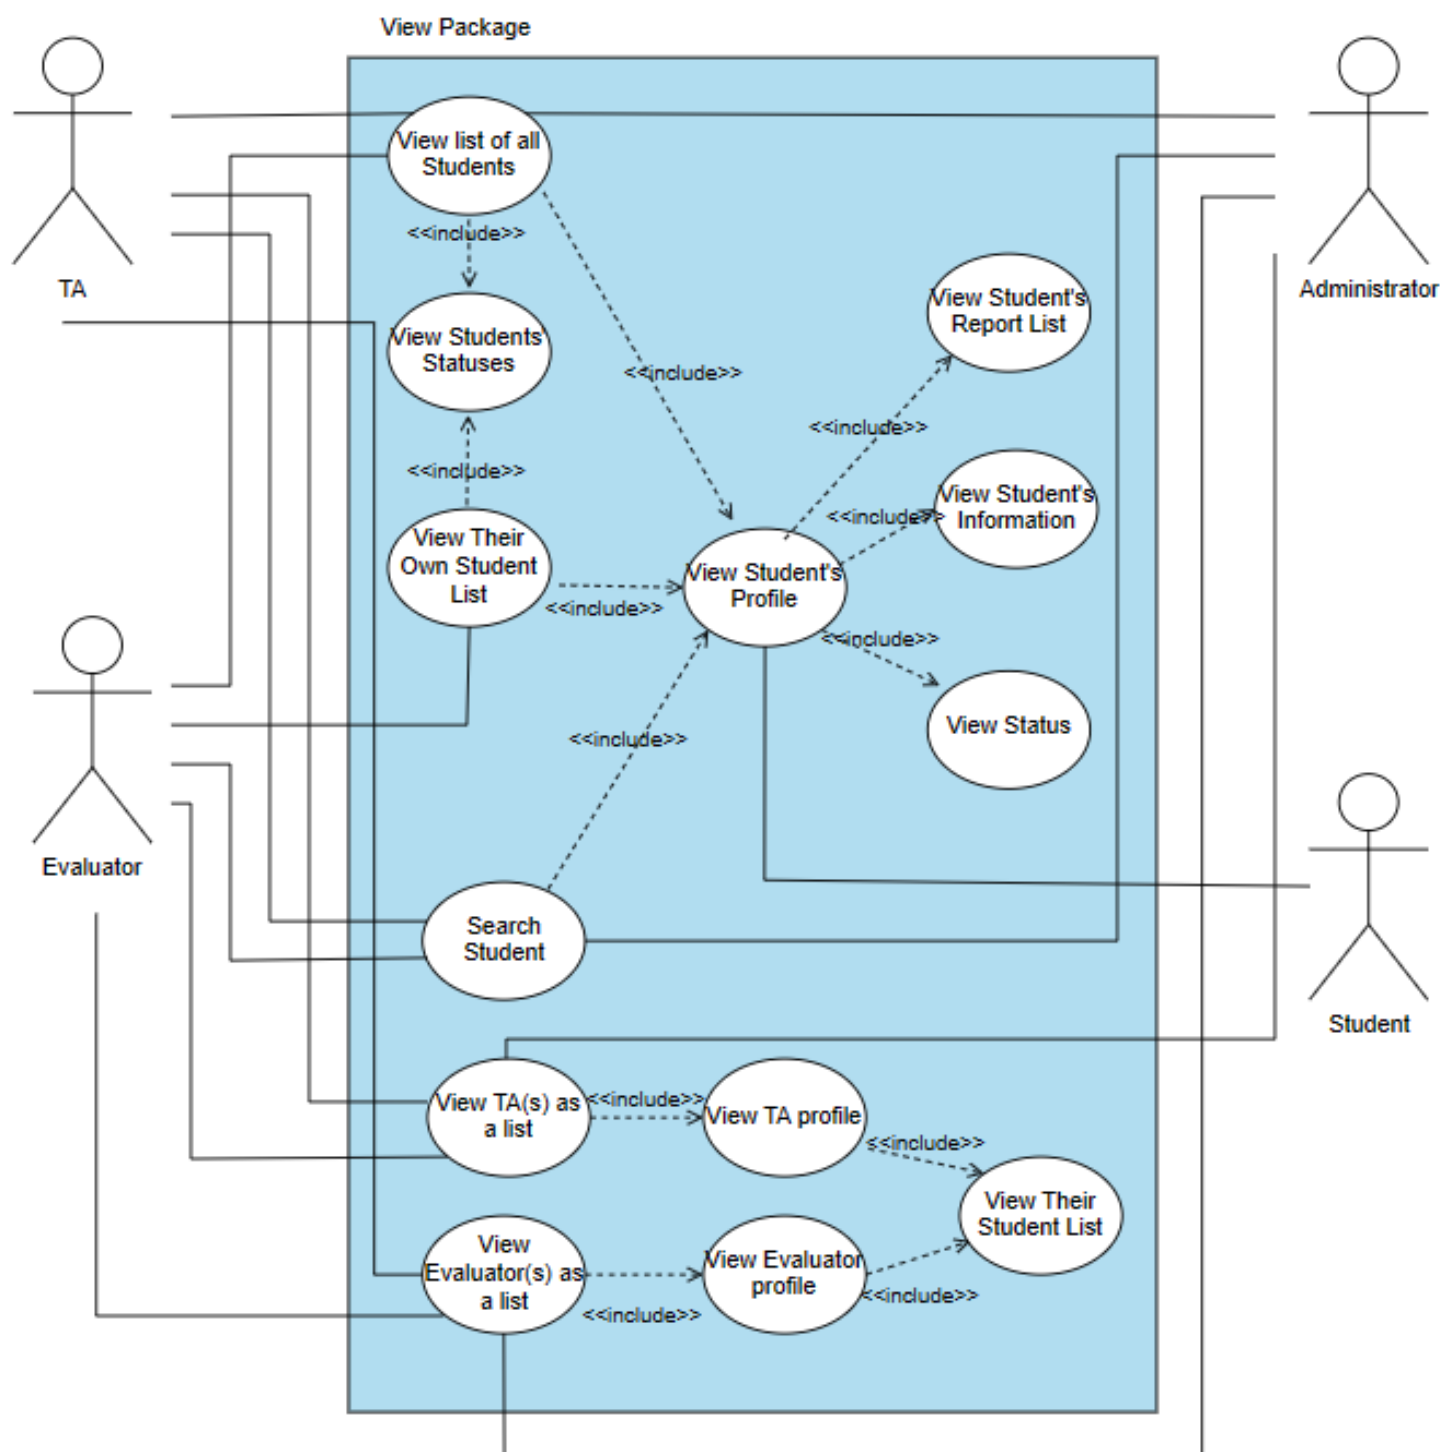 View Package
View list of all
Students
<<include>>
TA
Administrator
View Student's
Report List
View Students'
Statuses
<<include>>
<<include>>
<<include>>
View Student's
Information
<<include>>
View Their
Own Student
List
View Student's
Profile
<<include>>
<<include>>
View Status
<<include>>
Evaluator
Search
Student
Student
View TA(s) as
a list
<<include>>
View TA profile
<<include>>
View Their
Student List
View
Evaluator(s) as
a list
View Evaluator
profile
<<include>>
<<include>>